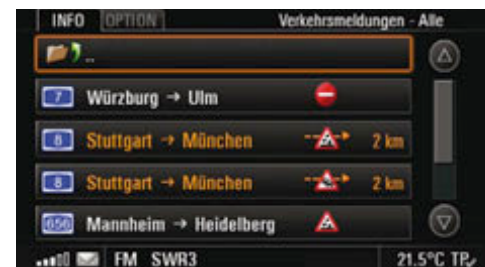 INFO OPTION Verkehrsmeldungen - Alle
..
7 Würzburg → Ulm
8 Stuttgart → München 2 km
8 Stuttgart → München 2 km
656 Mannheim → Heidelberg
FM SWR3 21.5°C TP